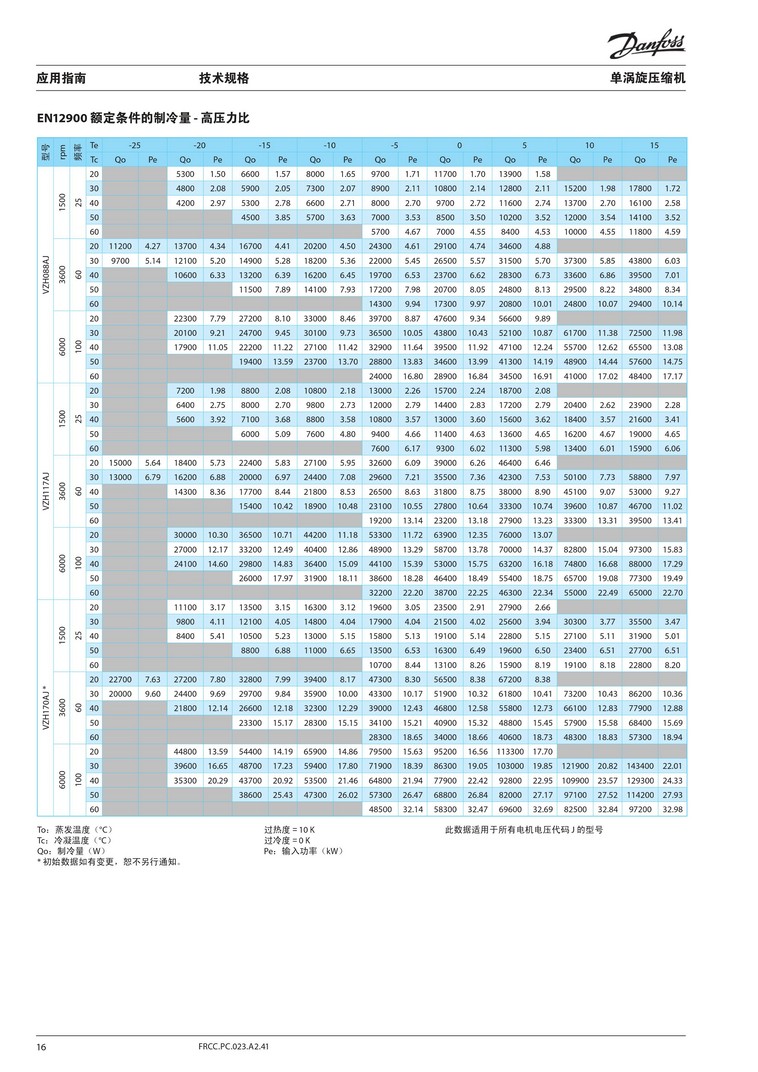 Danfoss
应用指南 技术规格 单涡旋压缩机
EN12900 额定条件的制冷量 - 高压力比
型号 rpm 频率 Te -25 -20 -15 -10 -5 0 5 10 15
Tc Qo Pe Qo Pe Qo Pe Qo Pe Qo Pe Qo Pe Qo Pe Qo Pe Qo Pe
VZH088AJ
1500 25
20 5300 1.50 6600 1.57 8000 1.65 9700 1.71 11700 1.70 13900 1.58
30 4800 2.08 5900 2.05 7300 2.07 8900 2.11 10800 2.14 12800 2.11 15200 1.98 17800 1.72
40 4200 2.97 5300 2.78 6600 2.71 8000 2.70 9700 2.72 11600 2.74 13700 2.70 16100 2.58
50 4500 3.85 5700 3.63 7000 3.53 8500 3.50 10200 3.52 12000 3.54 14100 3.52
60 5700 4.67 7000 4.55 8400 4.53 10000 4.55 11800 4.59
3600 60
20 11200 4.27 13700 4.34 16700 4.41 20200 4.50 24300 4.61 29100 4.74 34600 4.88
30 9700 5.14 12100 5.20 14900 5.28 18200 5.36 22000 5.45 26500 5.57 31500 5.70 37300 5.85 43800 6.03
40 10600 6.33 13200 6.39 16200 6.45 19700 6.53 23700 6.62 28300 6.73 33600 6.86 39500 7.01
50 11500 7.89 14100 7.93 17200 7.98 20700 8.05 24800 8.13 29500 8.22 34800 8.34
60 14300 9.94 17300 9.97 20800 10.01 24800 10.07 29400 10.14
6000 100
20 22300 7.79 27200 8.10 33000 8.46 39700 8.87 47600 9.34 56600 9.89
30 20100 9.21 24700 9.45 30100 9.73 36500 10.05 43800 10.43 52100 10.87 61700 11.38 72500 11.98
40 17900 11.05 22200 11.22 27100 11.42 32900 11.64 39500 11.92 47100 12.24 55700 12.62 65500 13.08
50 19400 13.59 23700 13.70 28800 13.83 34600 13.99 41300 14.19 48900 14.44 57600 14.75
60 24000 16.80 28900 16.84 34500 16.91 41000 17.02 48400 17.17
VZH117AJ
1500 25
20 7200 1.98 8800 2.08 10800 2.18 13000 2.26 15700 2.24 18700 2.08
30 6400 2.75 8000 2.70 9800 2.73 12000 2.79 14400 2.83 17200 2.79 20400 2.62 23900 2.28
40 5600 3.92 7100 3.68 8800 3.58 10800 3.57 13000 3.60 15600 3.62 18400 3.57 21600 3.41
50 6000 5.09 7600 4.80 9400 4.66 11400 4.63 13600 4.65 16200 4.67 19000 4.65
60 7600 6.17 9300 6.02 11300 5.98 13400 6.01 15900 6.06
3600 60
20 15000 5.64 18400 5.73 22400 5.83 27100 5.95 32600 6.09 39000 6.26 46400 6.46
30 13000 6.79 16200 6.88 20000 6.97 24400 7.08 29600 7.21 35500 7.36 42300 7.53 50100 7.73 58800 7.97
40 14300 8.36 17700 8.44 21800 8.53 26500 8.63 31800 8.75 38000 8.90 45100 9.07 53000 9.27
50 15400 10.42 18900 10.48 23100 10.55 27800 10.64 33300 10.74 39600 10.87 46700 11.02
60 19200 13.14 23200 13.18 27900 13.23 33300 13.31 39500 13.41
6000 100
20 30000 10.30 36500 10.71 44200 11.18 53300 11.72 63900 12.35 76000 13.07
30 27000 12.17 33200 12.49 40400 12.86 48900 13.29 58700 13.78 70000 14.37 82800 15.04 97300 15.83
40 24100 14.60 29800 14.83 36400 15.09 44100 15.39 53000 15.75 63200 16.18 74800 16.68 88000 17.29
50 26000 17.97 31900 18.11 38600 18.28 46400 18.49 55400 18.75 65700 19.08 77300 19.49
60 32200 22.20 38700 22.25 46300 22.34 55000 22.49 65000 22.70
VZH170AJ *
1500 25
20 11100 3.17 13500 3.15 16300 3.12 19600 3.05 23500 2.91 27900 2.66
30 9800 4.11 12100 4.05 14800 4.04 17900 4.04 21500 4.02 25600 3.94 30300 3.77 35500 3.47
40 8400 5.41 10500 5.23 13000 5.15 15800 5.13 19100 5.14 22800 5.15 27100 5.11 31900 5.01
50 8800 6.88 11000 6.65 13500 6.53 16300 6.49 19600 6.50 23400 6.51 27700 6.51
60 10700 8.44 13100 8.26 15900 8.19 19100 8.18 22800 8.20
3600 60
20 22700 7.63 27200 7.80 32800 7.99 39400 8.17 47300 8.30 56500 8.38 67200 8.38
30 20000 9.60 24400 9.69 29700 9.84 35900 10.00 43300 10.17 51900 10.32 61800 10.41 73200 10.43 86200 10.36
40 21800 12.14 26600 12.18 32300 12.29 39000 12.43 46800 12.58 55800 12.73 66100 12.83 77900 12.88
50 23300 15.17 28300 15.15 34100 15.21 40900 15.32 48800 15.45 57900 15.58 68400 15.69
60 28300 18.65 34000 18.66 40600 18.73 48300 18.83 57300 18.94
6000 100
20 44800 13.59 54400 14.19 65900 14.86 79500 15.63 95200 16.56 113300 17.70
30 39600 16.65 48700 17.23 59400 17.80 71900 18.39 86300 19.05 103000 19.85 121900 20.82 143400 22.01
40 35300 20.29 43700 20.92 53500 21.46 64800 21.94 77900 22.42 92800 22.95 109900 23.57 129300 24.33
50 38600 25.43 47300 26.02 57300 26.47 68800 26.84 82000 27.17 97100 27.52 114200 27.93
60 48500 32.14 58300 32.47 69600 32.69 82500 32.84 97200 32.98
To：蒸发温度（℃） 过热度 = 10 K 此数据适用于所有电机电压代码 J 的型号
Tc：冷凝温度（℃） 过冷度 = 0 K
Qo：制冷量（W） Pe：输入功率（kW）
* 初始数据如有变更，恕不另行通知。
16 FRCC.PC.023.A2.41